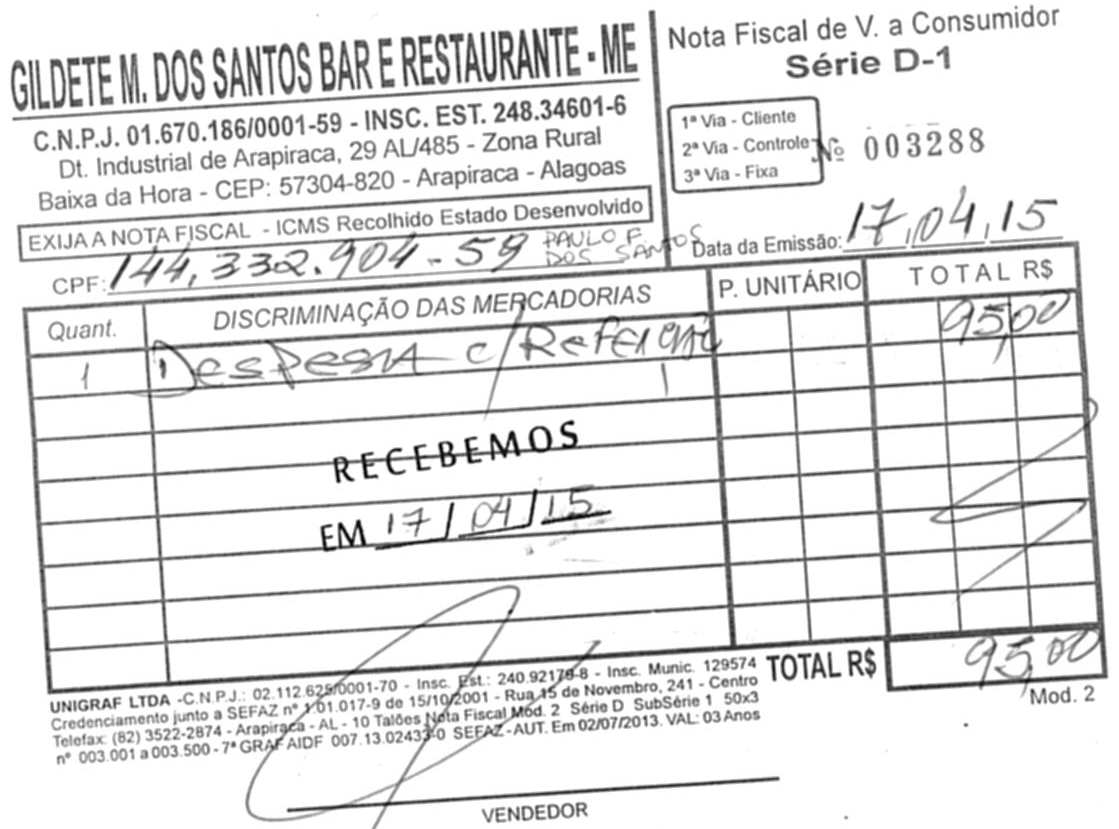 GILDETE M. DOS SANTOS BAR E RESTAURANTE - ME
C.N.P.J. 01.670.186/0001-59 - INSC. EST. 248.34601-6
Dt. Industrial de Arapiraca, 29 AL/485 - Zona Rural
Baixa da Hora - CEP: 57304-820 - Arapiraca - Alagoas
EXIJA A NOTA FISCAL - ICMS Recolhido Estado Desenvolvido
Nota Fiscal de V. a Consumidor
Série D-1
1ª Via - Cliente
2ª Via - Controle
3ª Via - Fixa
Nº 003288
CPF: 144.332.904-59 PAULO F. DOS SANTOS
Data da Emissão: 17,04,15
Quant. DISCRIMINAÇÃO DAS MERCADORIAS P. UNITÁRIO TOTAL R$
1 Despesa c/ Refeição 95,00
RECEBEMOS
EM 17/04/15
TOTAL R$ 95,00
Mod. 2
UNIGRAF LTDA -C.N.P.J.: 02.112.625/0001-70 - Insc. Est.: 240.92179-8 - Insc. Munic. 129574
Credenciamento junto a SEFAZ nº 1.01.017-9 de 15/10/2001 - Rua 15 de Novembro, 241 - Centro
Telefax: (82) 3522-2874 - Arapiraca - AL - 10 Talões Nota Fiscal Mod. 2 Série D SubSérie 1 50x3
nº 003.001 a 003.500 - 7ª GRAF AIDF 007.13.02433-0 SEFAZ-AUT. Em 02/07/2013. VAL: 03 Anos
VENDEDOR